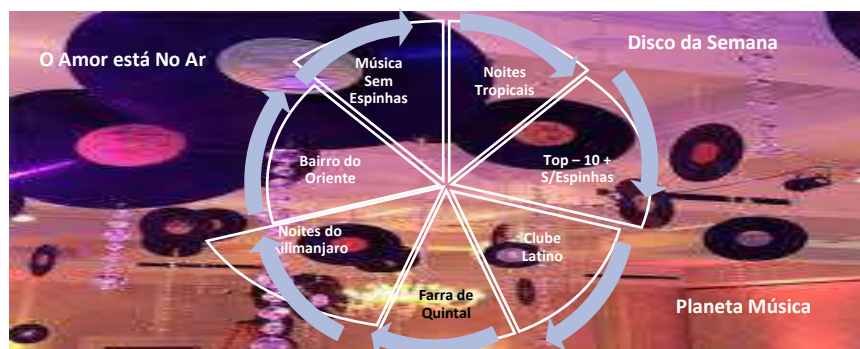 O Amor está No Ar
Disco da Semana
Música
Sem
Espinhas
Noites
Tropicais
Bairro do
Oriente
Top – 10 +
S/Espinhas
Noites do
ilimanjaro
Clube
Latino
Farra de
Quintal
Planeta Música